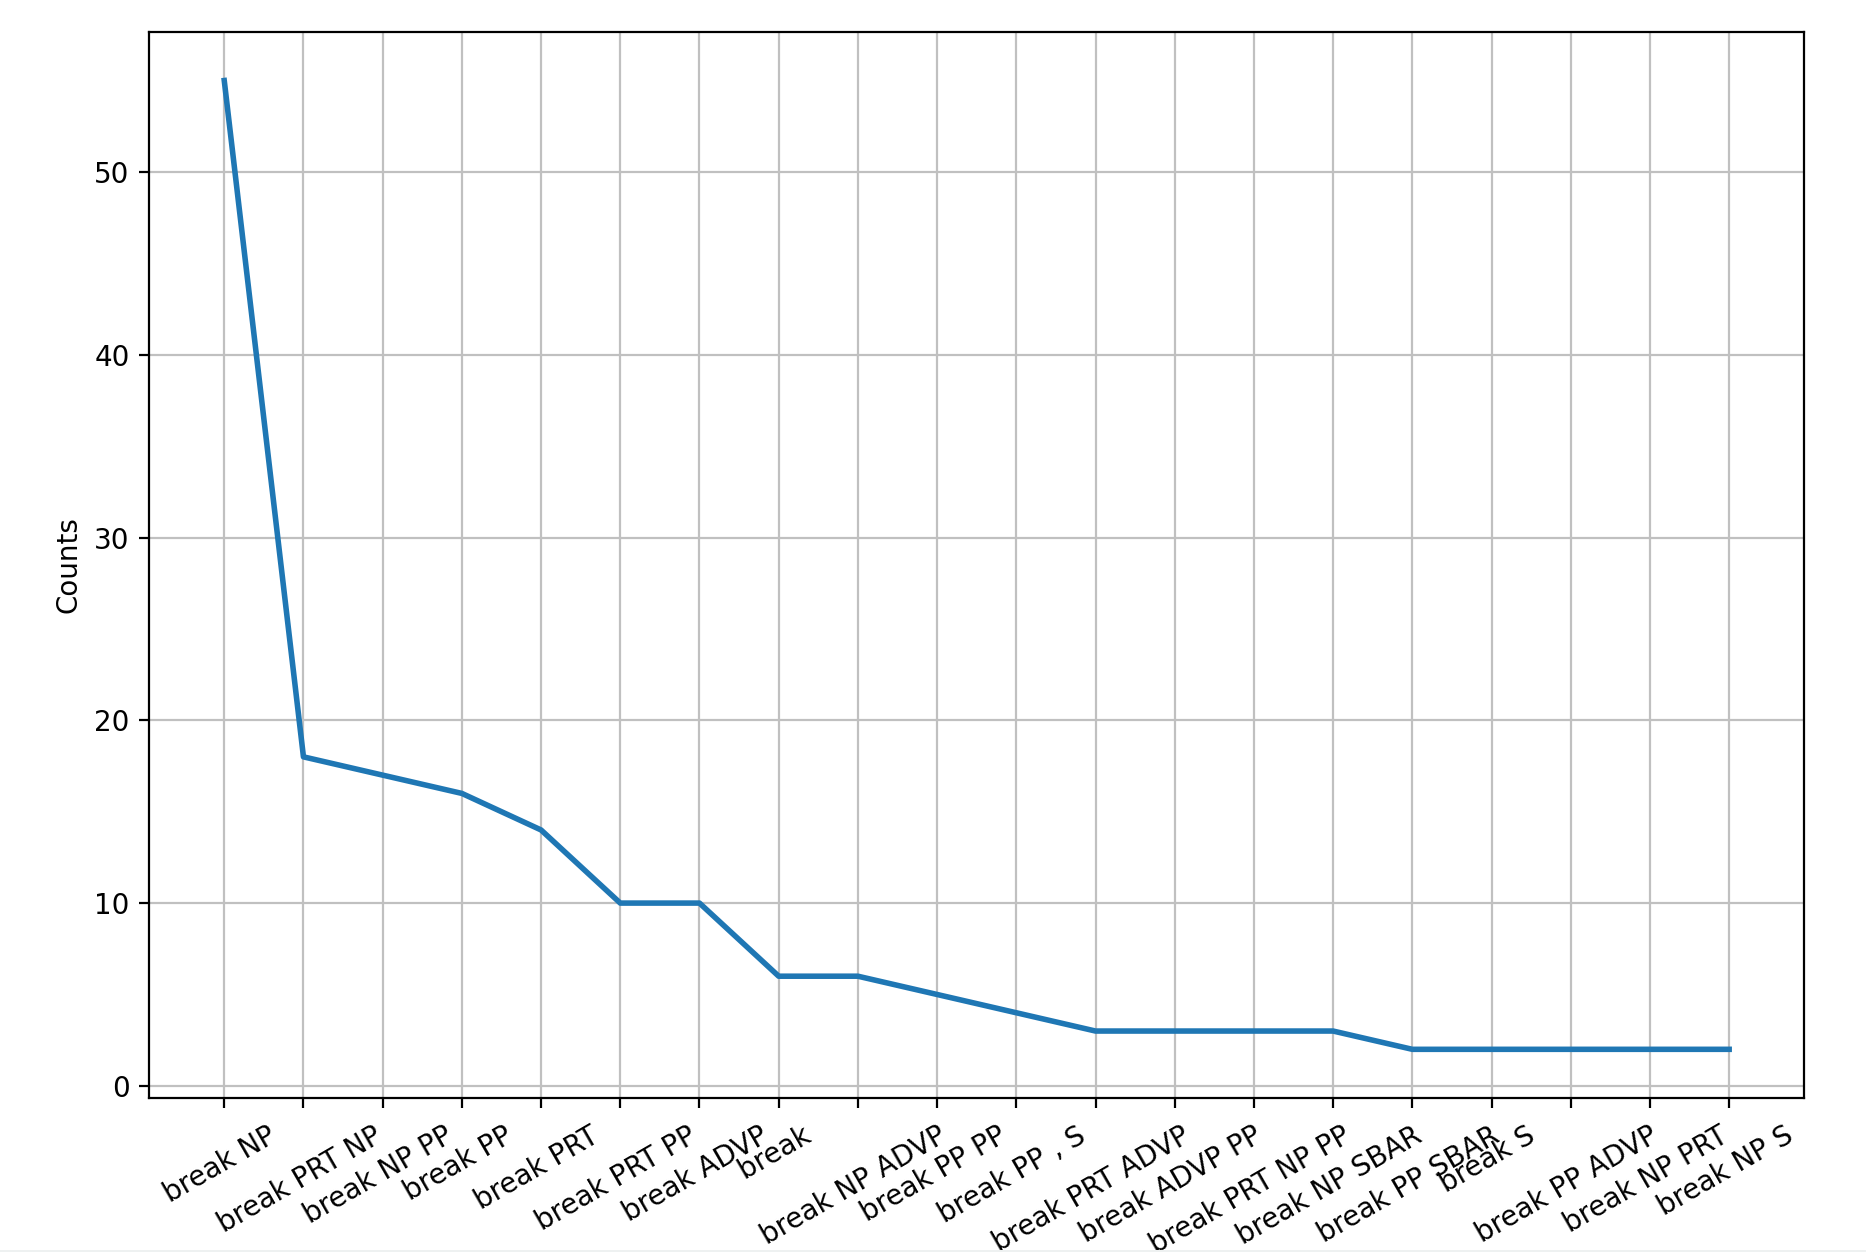 50
40
30
20
10
0
Counts
break NP
break PRT NP
break NP PP
break PP
break PRT
break PRT PP
break ADVP
break
break NP ADVP
break PP PP
break PP , S
break PRT ADVP
break ADVP PP
break PRT NP PP
break NP SBAR
break PP SBAR
break S
break PP ADVP
break NP PRT
break NP S